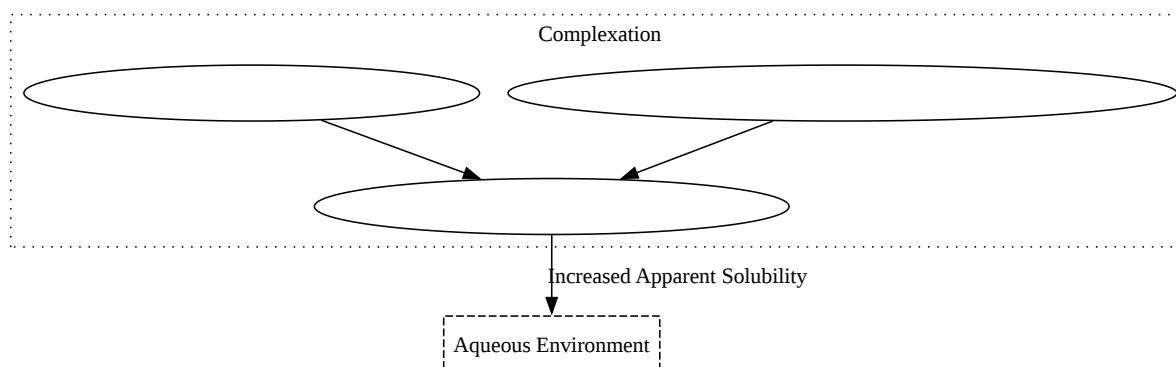 Complexation
Increased Apparent Solubility
Aqueous Environment